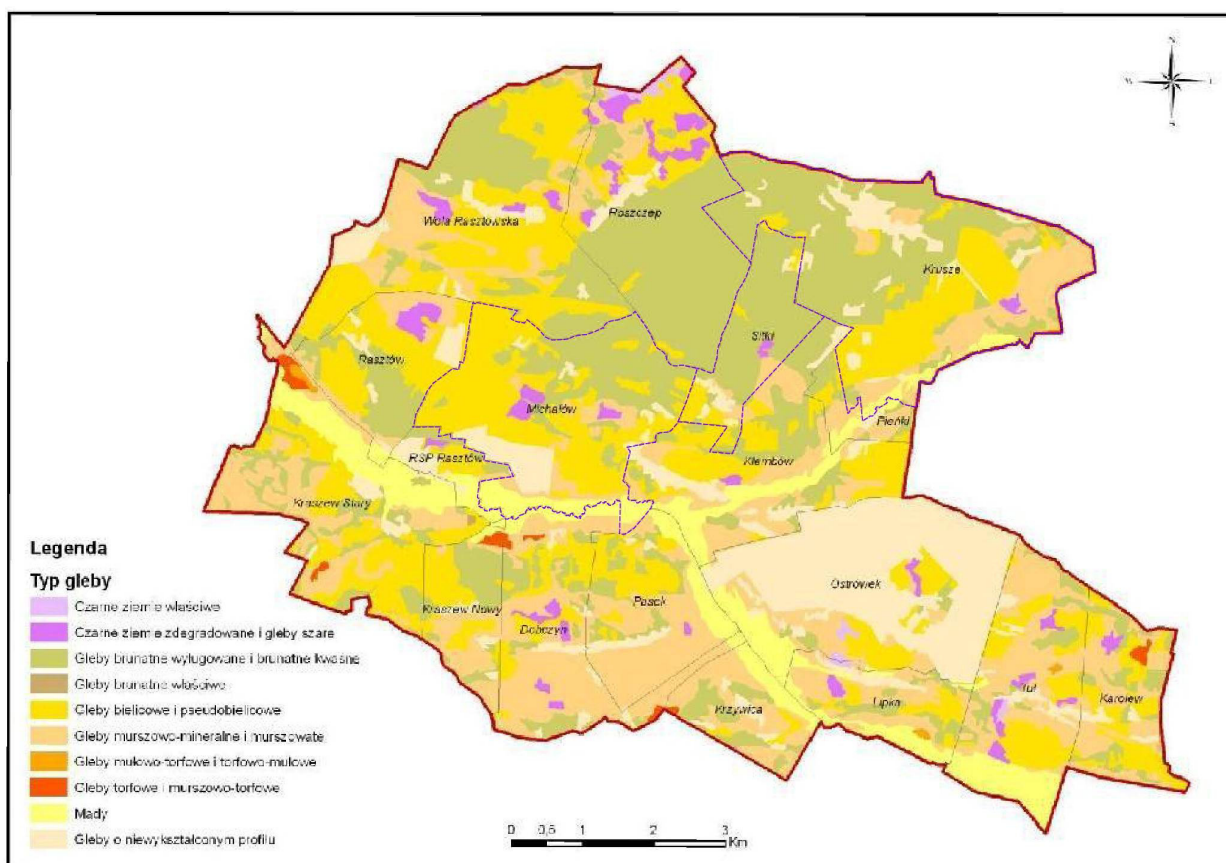 N
W E
S
Wola Rasztowska
Roszczep
Krusze
Sitki
Rasztów
Michałów
Pieńki
RSP Rasztów
Klembów
Kraszew Stary
Ostrówek
Kraszew Nowy
Pasek
Dobczyn
Tuł
Karolew
Lipka
Krzywica
Legenda
Typ gleby
Czarne ziemie właściwe
Czarne ziemie zdegradowane i gleby szare
Gleby brunatne wyługowane i brunatne kwaśne
Gleby brunatne właściwe
Gleby bielicowe i pseudobielicowe
Gleby murszowo-mineralne i murszowate
Gleby mułowo-torfowe i torfowo-mułowe
Gleby torfowe i murszowo-torfowe
Mady
Gleby o niewykształconym profilu
0 0,5 1 2 3
Km